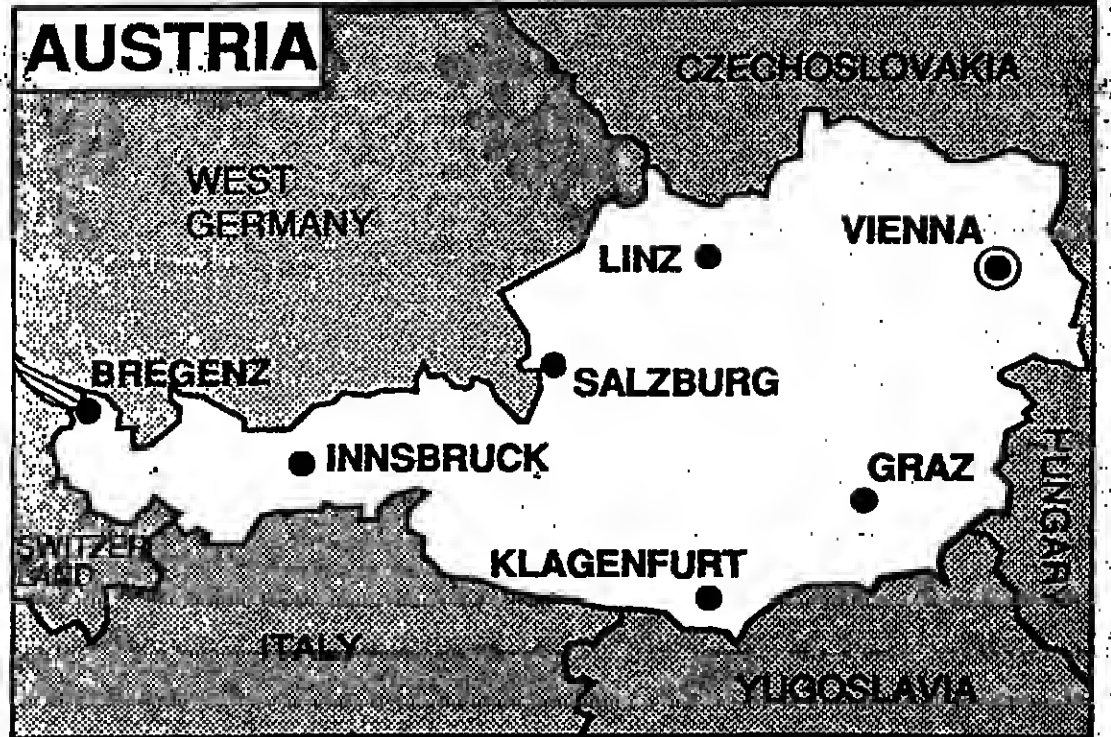 AUSTRIA
CZECHOSLOVAKIA
WEST
GERMANY
VIENNA
LINZ
BREGENZ
SALZBURG
INNSBRUCK
GRAZ
HUNGARY
SWITZER
LAND
KLAGENFURT
ITALY
YUGOSLAVIA